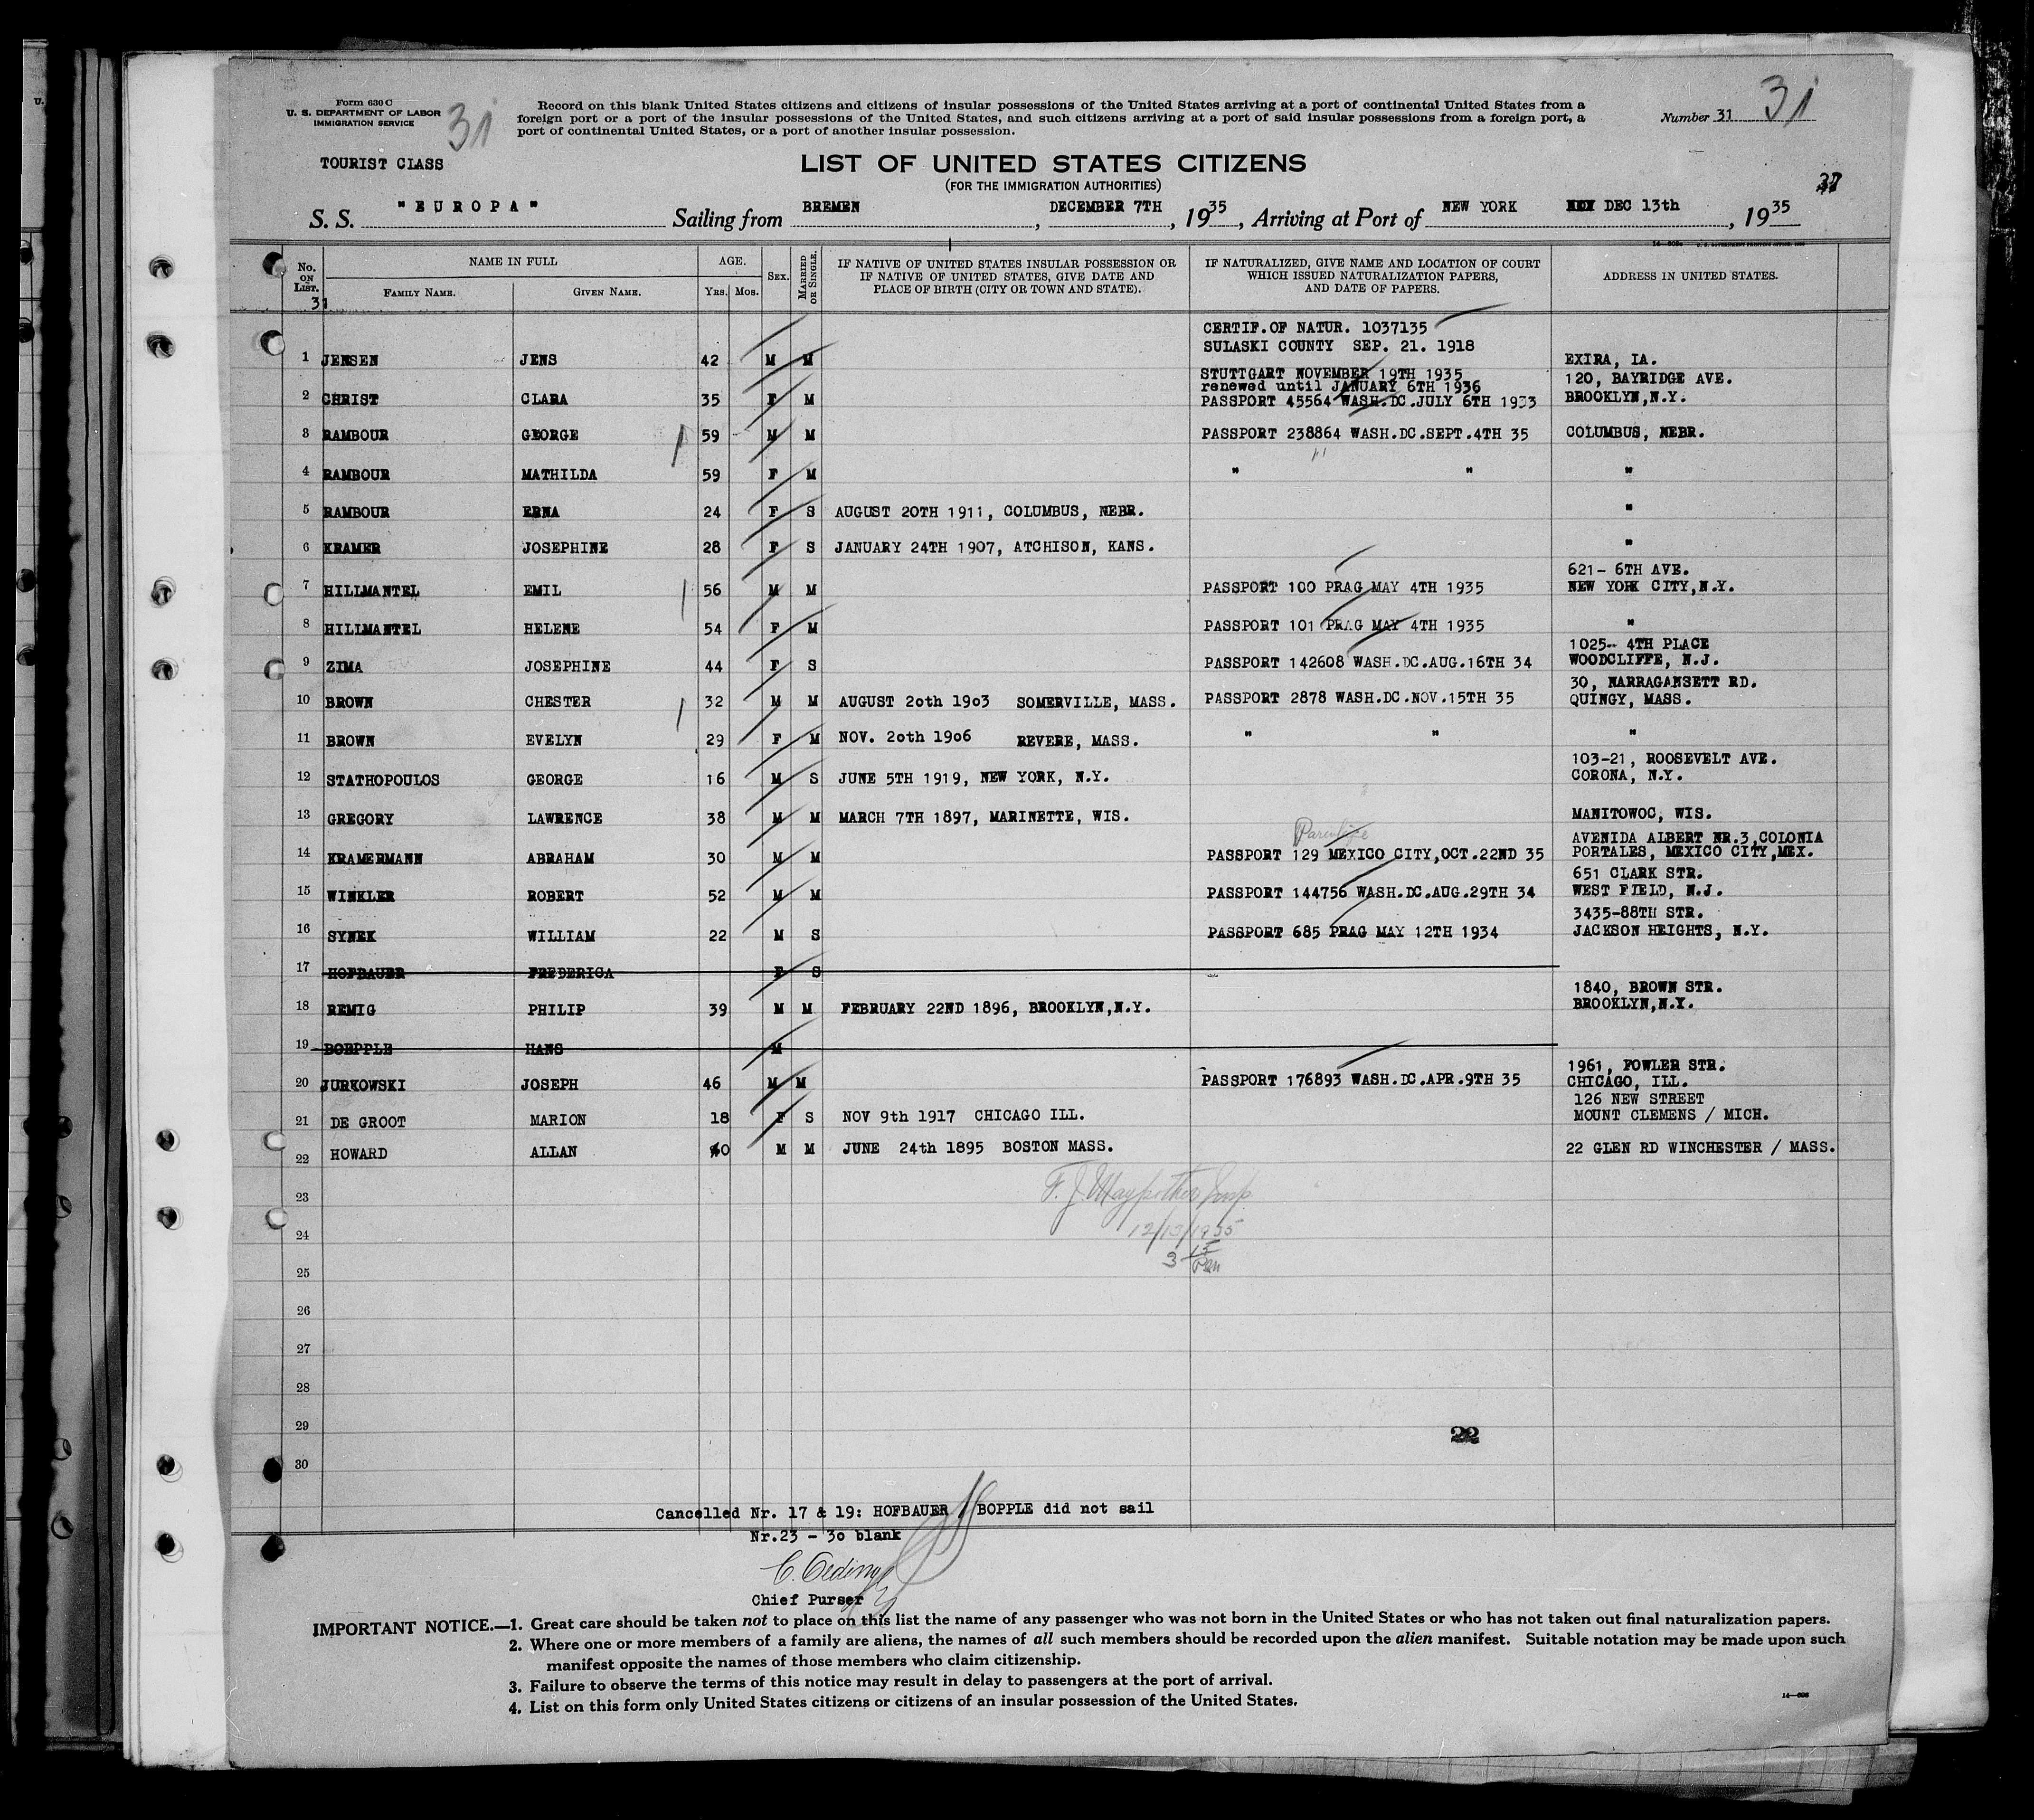 Form 630 C
U. S. DEPARTMENT OF LABOR
IMMIGRATION SERVICE
31
Record on this blank United States citizens and citizens of insular possessions of the United States arriving at a port of continental United States from a
foreign port or a port of the insular possessions of the United States, and such citizens arriving at a port of said insular possessions from a foreign port, a
port of continental United States, or a port of another insular possession.
Number 31 31
TOURIST CLASS
LIST OF UNITED STATES CITIZENS
(FOR THE IMMIGRATION AUTHORITIES)
S. S. "EUROPA" Sailing from BREMEN, DECEMBER 7TH, 1935, Arriving at Port of NEW YORK DEC 13th, 1935
No. ON LIST. NAME IN FULL AGE. SEX. MARRIED OR SINGLE. IF NATIVE OF UNITED STATES INSULAR POSSESSION OR IF NATIVE OF UNITED STATES, GIVE DATE AND PLACE OF BIRTH (CITY OR TOWN AND STATE). IF NATURALIZED, GIVE NAME AND LOCATION OF COURT WHICH ISSUED NATURALIZATION PAPERS, AND DATE OF PAPERS. ADDRESS IN UNITED STATES.
FAMILY NAME. GIVEN NAME. YRS. MOS.
31
CERTIF.OF NATUR. 1037135
SULASKI COUNTY SEP. 21. 1918
1 JENSEN JENS 42 M M EXIRA, IA.
STUTTGART NOVEMBER 19TH 1935
renewed until JANUARY 6TH 1936 120, BAYRIDGE AVE.
2 CHRIST CLARA 35 F M PASSPORT 45564 WASH.DC.JULY 6TH 1933 BROOKLYN,N.Y.
3 RAMBOUR GEORGE 59 M M PASSPORT 238864 WASH.DC.SEPT.4TH 35 COLUMBUS, NEBR.
4 RAMBOUR MATHILDA 59 F M " " "
5 RAMBOUR ERNA 24 F S AUGUST 20TH 1911, COLUMBUS, NEBR. "
6 KRAMER JOSEPHINE 28 F S JANUARY 24TH 1907, ATCHISON, KANS. "
621- 6TH AVE.
7 HILLMANTEL EMIL 56 M M PASSPORT 100 PRAG MAY 4TH 1935 NEW YORK CITY,N.Y.
8 HILLMANTEL HELENE 54 F M PASSPORT 101 PRAG MAY 4TH 1935 "
1025- 4TH PLACE
9 ZIMA JOSEPHINE 44 F S PASSPORT 142608 WASH.DC.AUG.16TH 34 WOODCLIFFE, N.J.
30, NARRAGANSETT RD.
10 BROWN CHESTER 32 M M AUGUST 2oth 19o3 SOMERVILLE, MASS. PASSPORT 2878 WASH.DC.NOV.15TH 35 QUINGY, MASS.
11 BROWN EVELYN 29 F M NOV. 2oth 19o6 REVERE, MASS. " " "
103-21, ROOSEVELT AVE.
12 STATHOPOULOS GEORGE 16 M S JUNE 5TH 1919, NEW YORK, N.Y. CORONA, N.Y.
13 GREGORY LAWRENCE 38 M M MARCH 7TH 1897, MARINETTE, WIS. MANITOWOC, WIS.
AVENIDA ALBERT NR.3,COLONIA
14 KRAMERMANN ABRAHAM 30 M M PASSPORT 129 MEXICO CITY,OCT.22ND 35 PORTALES, MEXICO CITY,MEX.
651 CLARK STR.
15 WINKLER ROBERT 52 M M PASSPORT 144756 WASH.DC.AUG.29TH 34 WEST FIELD, N.J.
3435-88TH STR.
16 SYNEK WILLIAM 22 M S PASSPORT 685 PRAG MAY 12TH 1934 JACKSON HEIGHTS, N.Y.
17 HOFBAUER FREDERICA F S
1840, BROWN STR.
18 REMIG PHILIP 39 M M FEBRUARY 22ND 1896, BROOKLYN,N.Y. BROOKLYN,N.Y.
19 BOEPPLE HANS M
1961, FOWLER STR.
20 JURKOWSKI JOSEPH 46 M M PASSPORT 176893 WASH.DC.APR.9TH 35 CHICAGO, ILL.
126 NEW STREET
21 DE GROOT MARION 18 F S NOV 9th 1917 CHICAGO ILL. MOUNT CLEMENS / MICH.
22 HOWARD ALLAN 40 M M JUNE 24th 1895 BOSTON MASS. 22 GLEN RD WINCHESTER / MASS.
23
12/13/1935
24
25
26
27
28
29
22
30
Cancelled Nr. 17 & 19: HOFBAUER / BOPPLE did not sail
Nr.23 - 3o blank
Chief Purser
IMPORTANT NOTICE.—1. Great care should be taken not to place on this list the name of any passenger who was not born in the United States or who has not taken out final naturalization papers.
2. Where one or more members of a family are aliens, the names of all such members should be recorded upon the alien manifest. Suitable notation may be made upon such
manifest opposite the names of those members who claim citizenship.
3. Failure to observe the terms of this notice may result in delay to passengers at the port of arrival.
4. List on this form only United States citizens or citizens of an insular possession of the United States.